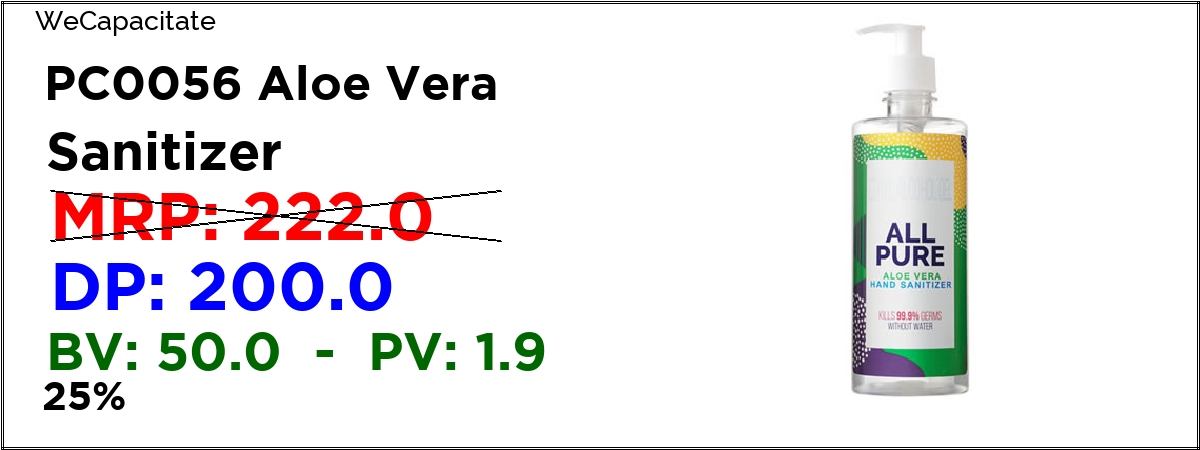 WeCapacitate
PC0056 Aloe Vera
Sanitizer
MRP: 222.0
DP: 200.0
BV: 50.0 - PV: 1.9
25%
ALL
PURE
ALOE VERA
HAND SANITIZER
KILLS 99.9% GERMS
WITHOUT WATER